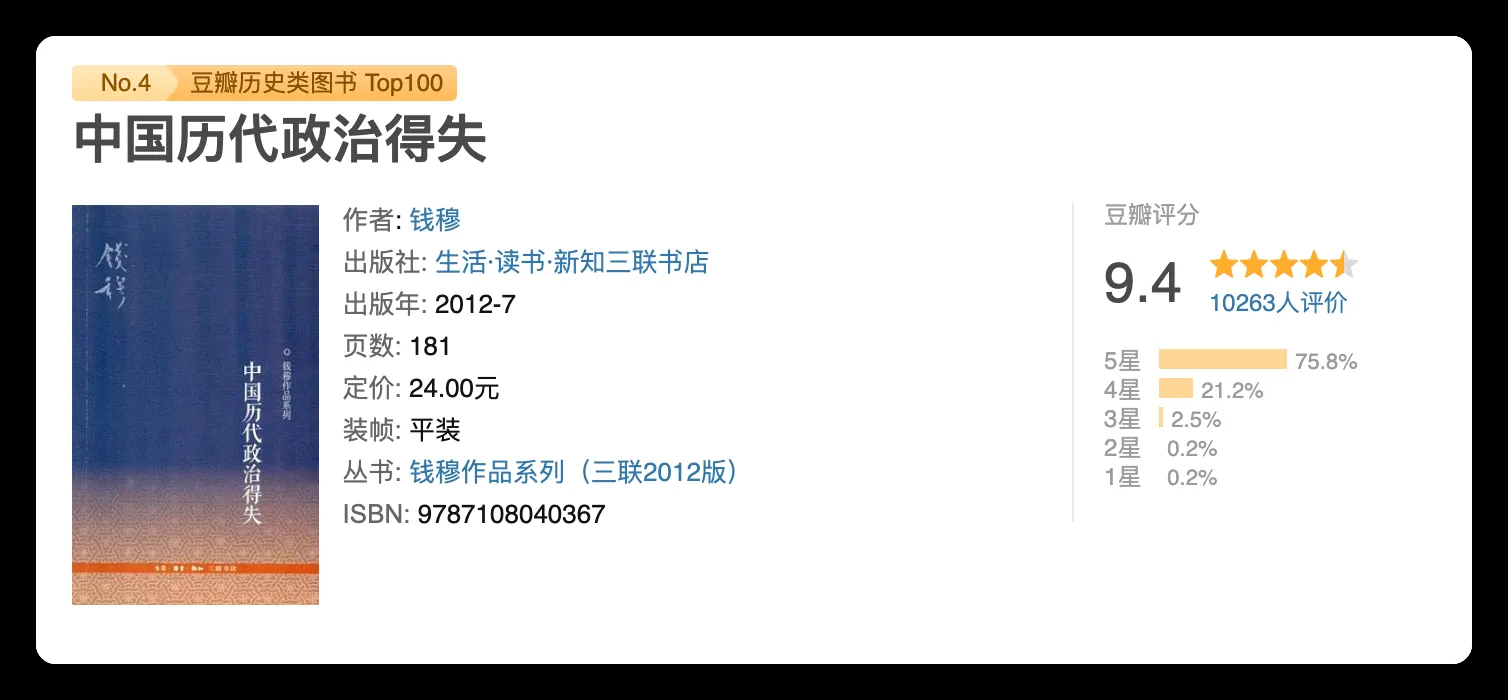 No.4 豆瓣历史类图书 Top100
中国历代政治得失
钱穆
钱穆作品系列
中国历代政治得失
生活·读书·新知 三联书店
作者: 钱穆
出版社: 生活·读书·新知三联书店
出版年: 2012-7
页数: 181
定价: 24.00元
装帧: 平装
丛书: 钱穆作品系列（三联2012版）
ISBN: 9787108040367
豆瓣评分
9.4
10263人评价
5星 75.8%
4星 21.2%
3星 2.5%
2星 0.2%
1星 0.2%